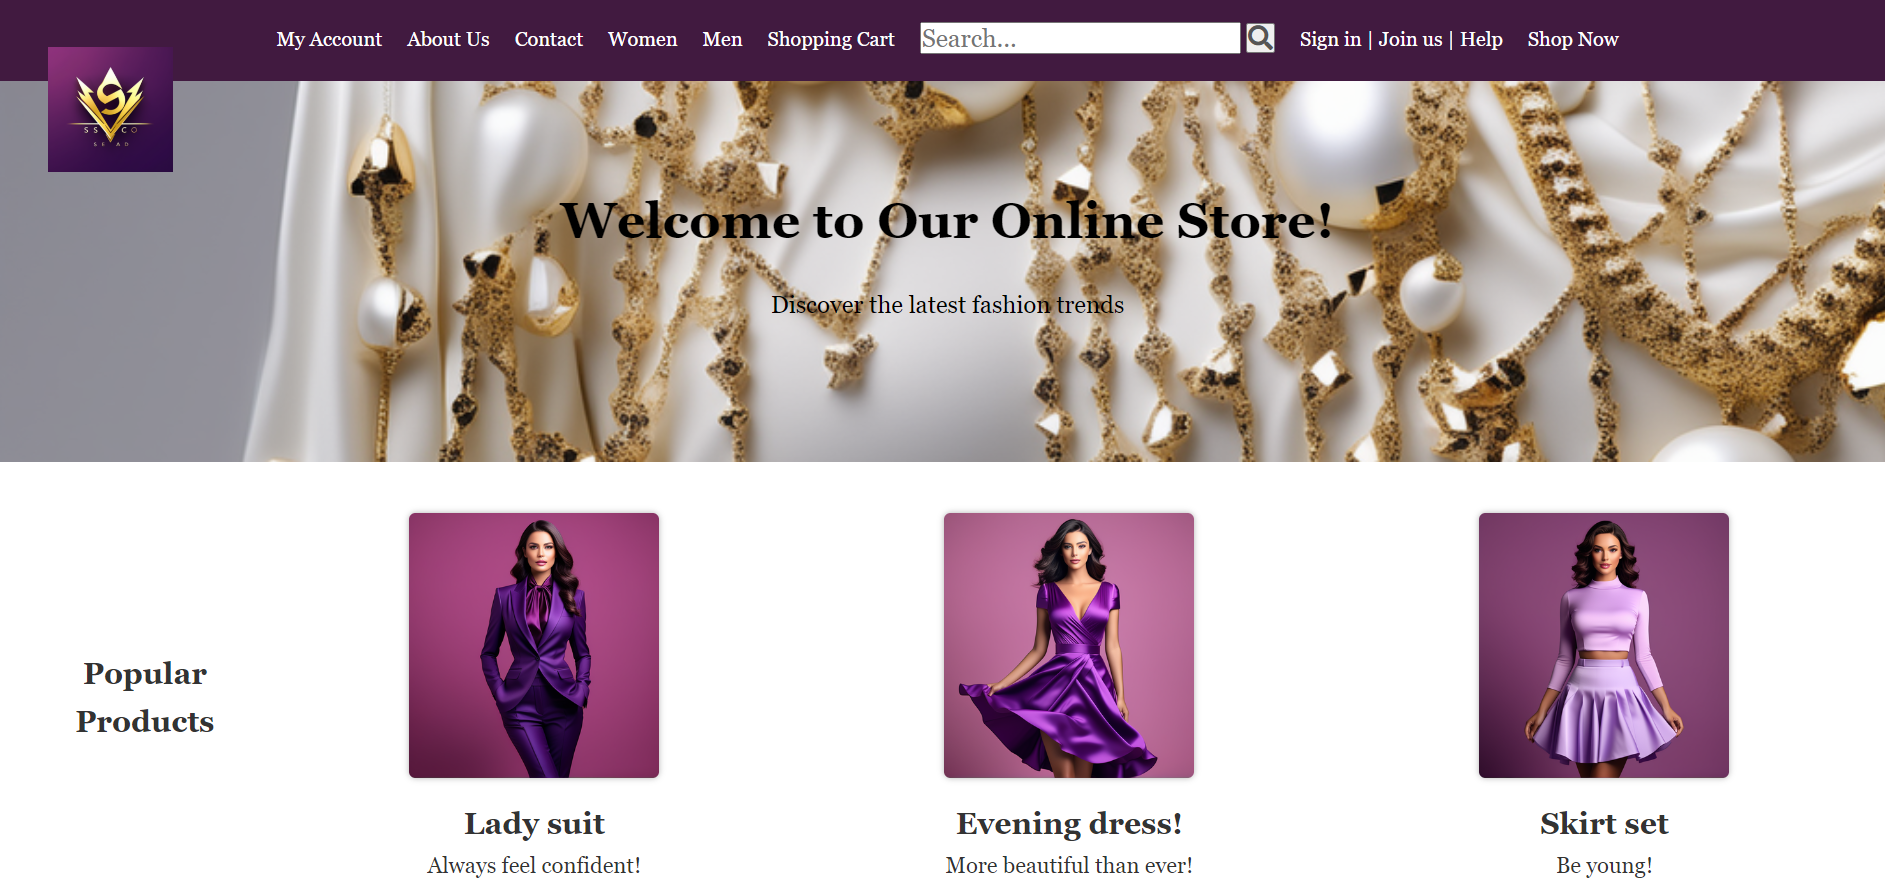 My Account About Us Contact Women Men Shopping Cart Search... Sign in | Join us | Help Shop Now
S
SS CO
Welcome to Our Online Store!
Discover the latest fashion trends
Popular
Products
Lady suit
Always feel confident!
Evening dress!
More beautiful than ever!
Skirt set
Be young!